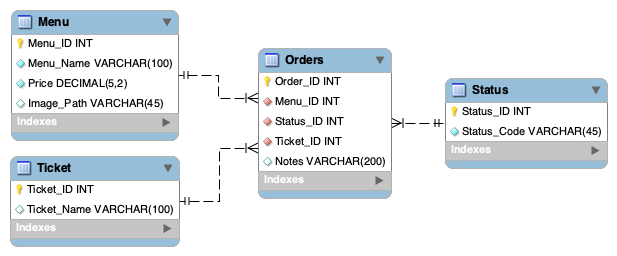 Menu
Menu_ID INT
Menu_Name VARCHAR(100)
Price DECIMAL(5,2)
Image_Path VARCHAR(45)
Indexes
Ticket
Ticket_ID INT
Ticket_Name VARCHAR(100)
Indexes
Orders
Order_ID INT
Menu_ID INT
Status_ID INT
Ticket_ID INT
Notes VARCHAR(200)
Indexes
Status
Status_ID INT
Status_Code VARCHAR(45)
Indexes